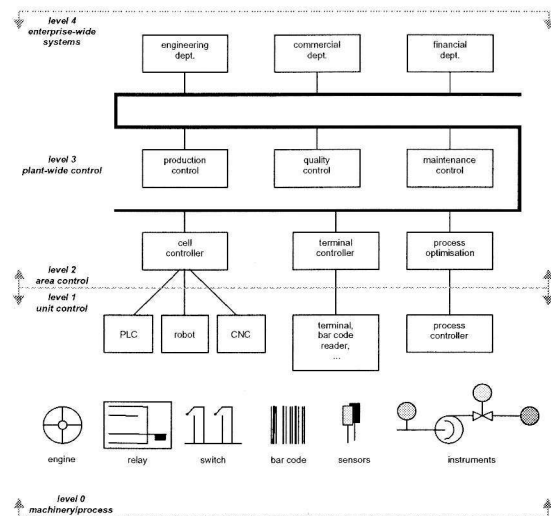 level 4
enterprise-wide
systems
engineering
dept.
commercial
dept.
financial
dept.
level 3
plant-wide control
production
control
quality
control
maintenance
control
cell
controller
terminal
controller
process
optimisation
level 2
area control
level 1
unit control
PLC
robot
CNC
terminal,
bar code
reader,
...
process
controller
engine
relay
switch
bar code
sensors
instruments
level 0
machinery/process